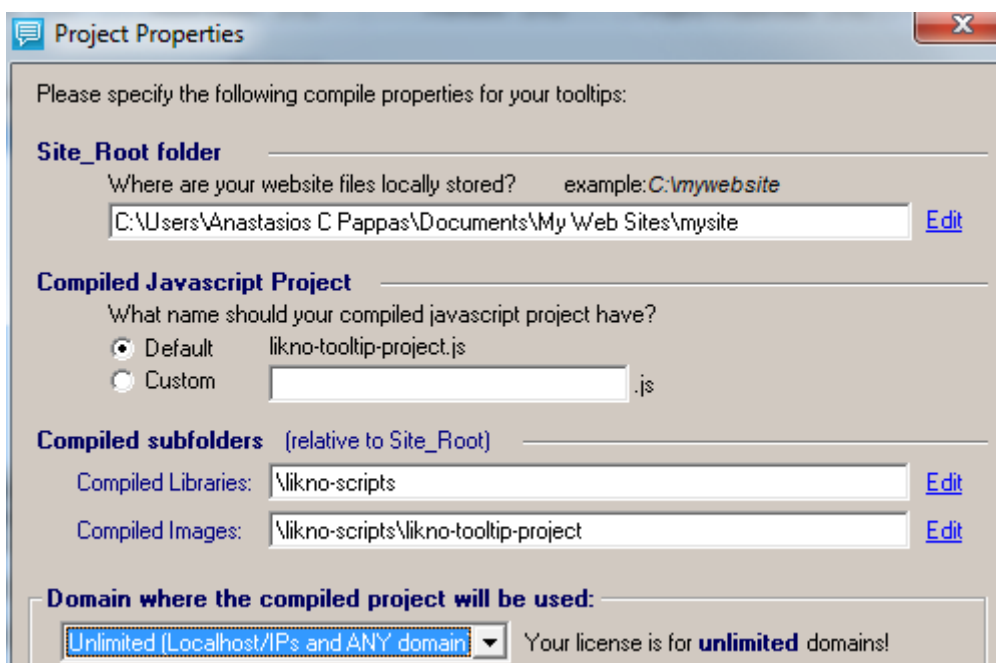 Project Properties
Please specify the following compile properties for your tooltips:
Site_Root folder
Where are your website files locally stored? example:C:\mywebsite
C:\Users\Anastasios C Pappas\Documents\My Web Sites\mysite Edit
Compiled Javascript Project
What name should your compiled javascript project have?
Default likno-tooltip-project.js
Custom .js
Compiled subfolders (relative to Site_Root)
Compiled Libraries: \likno-scripts Edit
Compiled Images: \likno-scripts\likno-tooltip-project Edit
Domain where the compiled project will be used:
Unlimited (Localhost/IPs and ANY domain Your license is for unlimited domains!